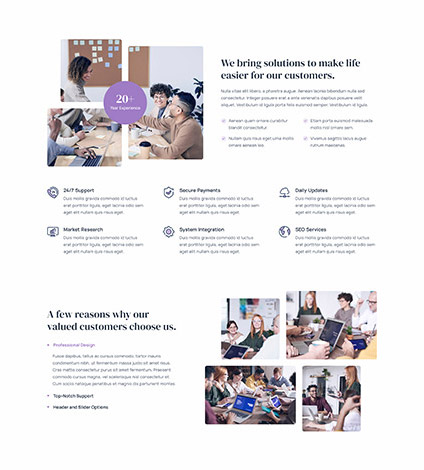 We bring solutions to make life
easier for our customers.
20+
Year Experience
Nulla vitae elit libero, a pharetra augue. Aenean lacinia bibendum nulla sed
consectetur. Integer posuere erat a ante venenatis dapibus posuere velit
aliquet. Vestibulum id ligula porta felis euismod semper. Vestibulum id ligula.
Aenean quam ornare curabitur
blandit consectetur.
Etiam porta euismod malesuada
mollis nisl ornare sem.
Nullam quis risus eget urna mollis
ornare aenean leo.
Vivamus sagittis lacus augue
rutrum maecenas.
24/7 Support
Duis mollis gravida commodo id luctus
erat porttitor ligula, eget lacinia odio sem
aget elit nullam quis risus eget.
Secure Payments
Duis mollis gravida commodo id luctus
erat porttitor ligula, eget lacinia odio sem
aget elit nullam quis risus eget.
Daily Updates
Duis mollis gravida commodo id luctus
erat porttitor ligula, eget lacinia odio sem
aget elit nullam quis risus eget.
Market Research
Duis mollis gravida commodo id luctus
erat porttitor ligula, eget lacinia odio sem
aget elit nullam quis risus eget.
System Integration
Duis mollis gravida commodo id luctus
erat porttitor ligula, eget lacinia odio sem
aget elit nullam quis risus eget.
SEO Services
Duis mollis gravida commodo id luctus
erat porttitor ligula, eget lacinia odio sem
aget elit nullam quis risus eget.
A few reasons why our
valued customers choose us.
Professional Design
Fusce dapibus, tellus ac cursus commodo, tortor mauris
condimentum nibh, ut fermentum massa justo sit amet risus.
Cras mattis consectetur purus sit amet fermentum. Praesent
commodo cursus magna, vel scelerisque nisl consectetur et.
Cum sociis natoque penatibus et magnis dis parturient montes.
Top-Notch Support
Header and Slider Options